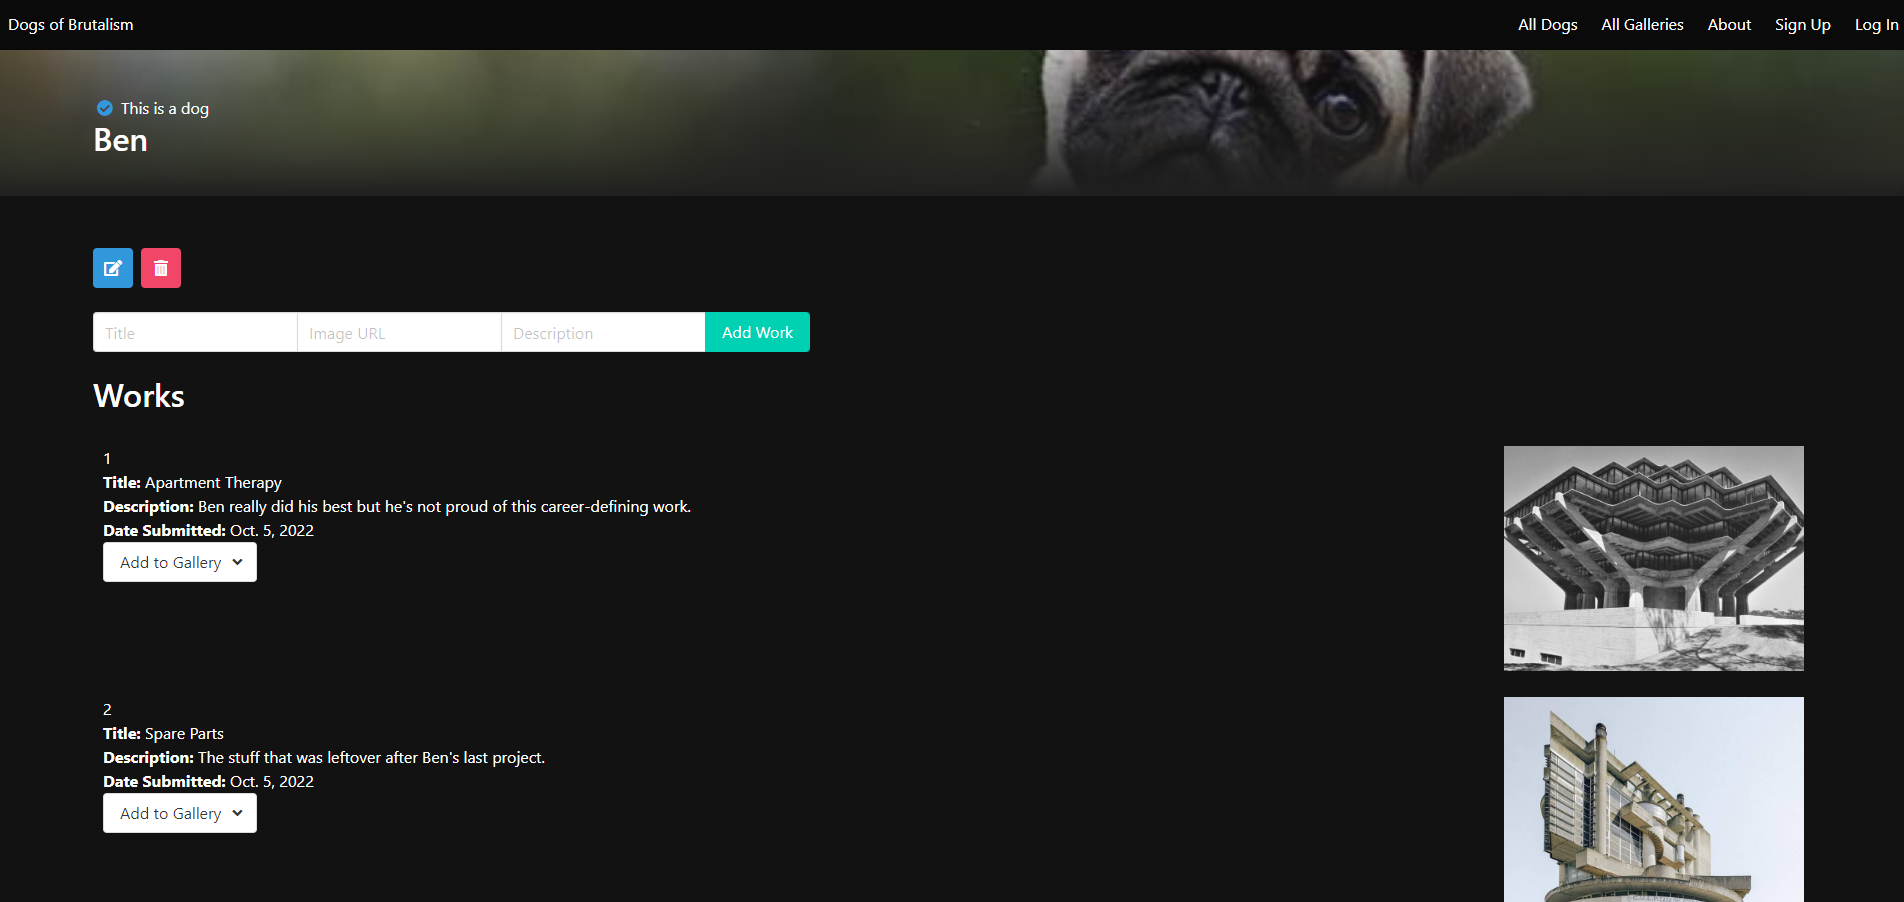 Dogs of Brutalism
All Dogs All Galleries About Sign Up Log In
This is a dog
Ben
Title Image URL Description Add Work
Works
1
Title: Apartment Therapy
Description: Ben really did his best but he's not proud of this career-defining work.
Date Submitted: Oct. 5, 2022
Add to Gallery
2
Title: Spare Parts
Description: The stuff that was leftover after Ben's last project.
Date Submitted: Oct. 5, 2022
Add to Gallery